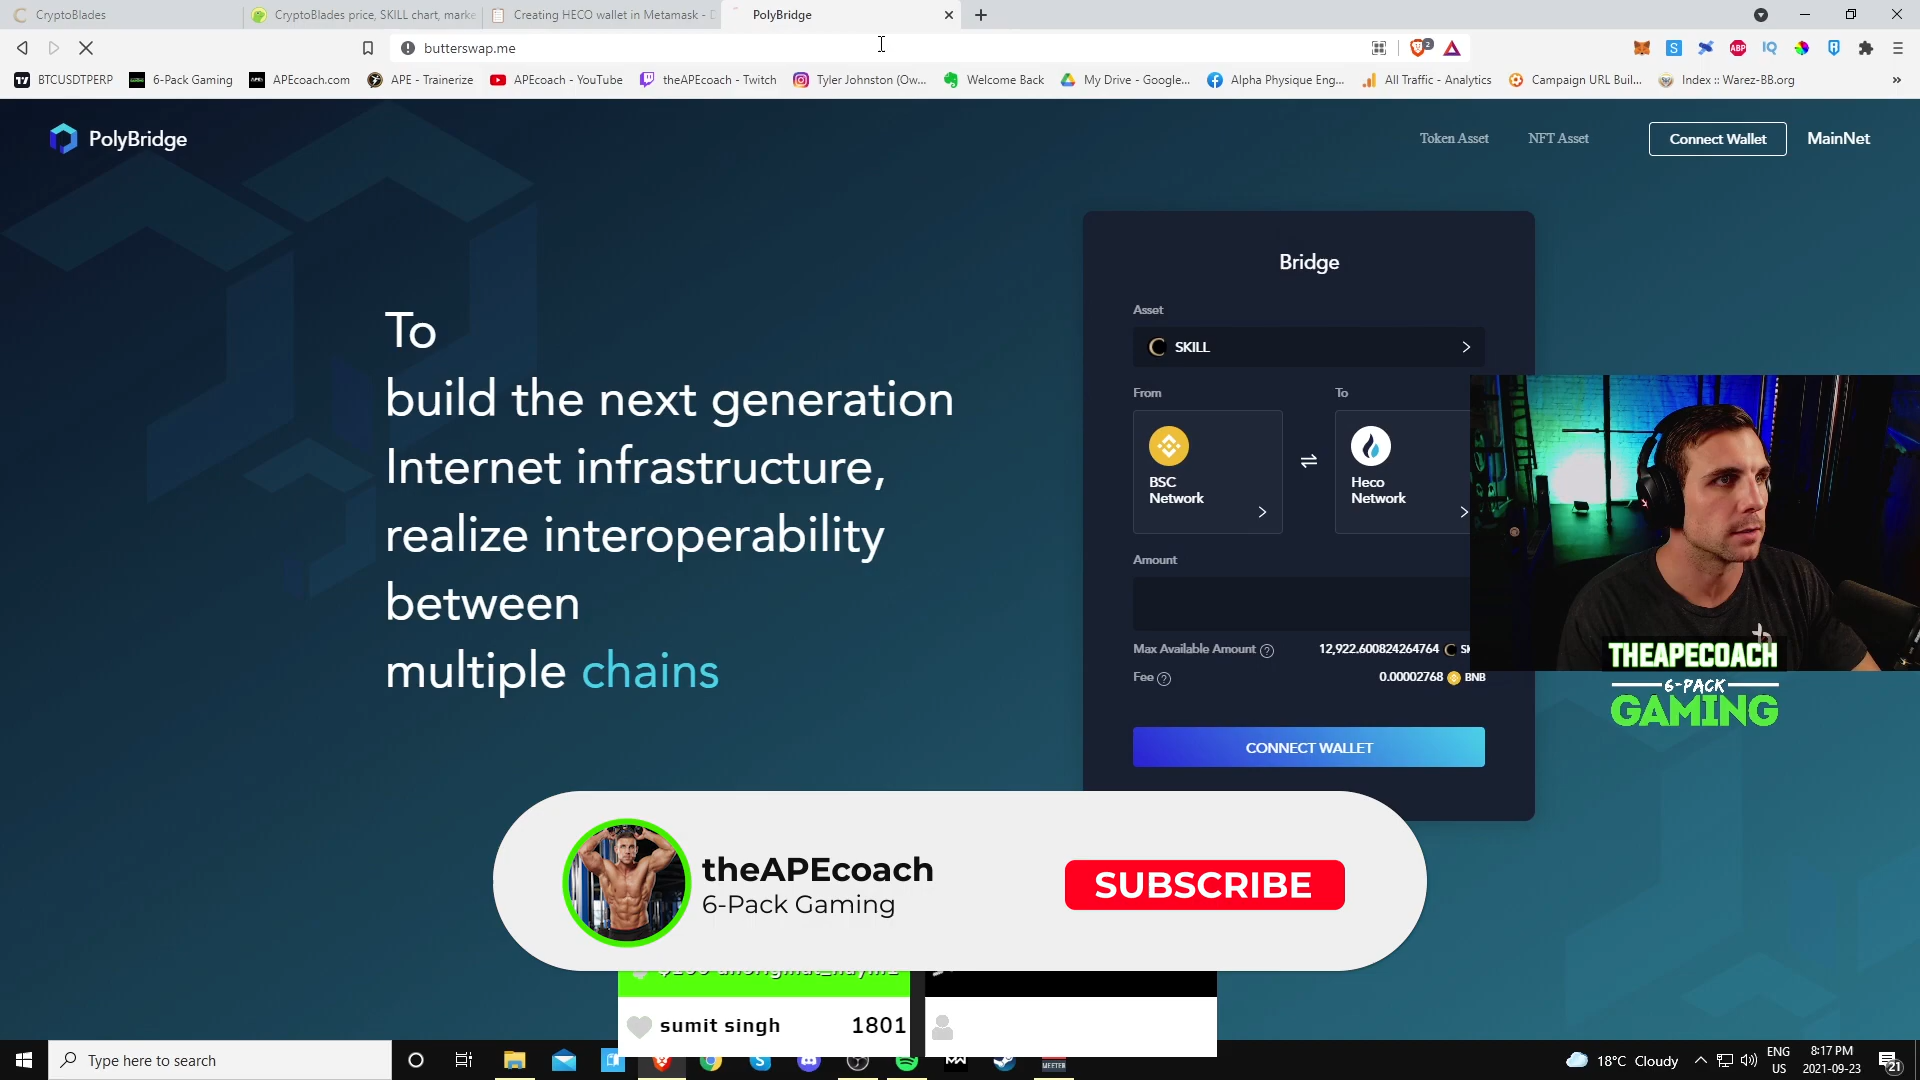 CryptoBlades
CryptoBlades price, SKILL chart, marke
Creating HECO wallet in Metamask - D
PolyBridge
butterswap.me
2
ABP
IQ
BTCUSDTPERP
6-Pack Gaming
APEcoach.com
APE - Trainerize
APEcoach - YouTube
theAPEcoach - Twitch
Tyler Johnston (Ow...
Welcome Back
My Drive - Google...
Alpha Physique Eng...
All Traffic - Analytics
Campaign URL Buil...
Index :: Warez-BB.org
PolyBridge
Token Asset
NFT Asset
Connect Wallet
MainNet
To
build the next generation
Internet infrastructure,
realize interoperability
between
multiple chains
Bridge
Asset
SKILL
From
To
BSC
Network
Heco
Network
Amount
Max Available Amount
12,922.600824264764
Fee
0.00002768 BNB
CONNECT WALLET
THEAPECOACH
6-PACK
GAMING
theAPEcoach
6-Pack Gaming
SUBSCRIBE
sumit singh 1801
Type here to search
18°C Cloudy
ENG
US
8:17 PM
2021-09-23
21